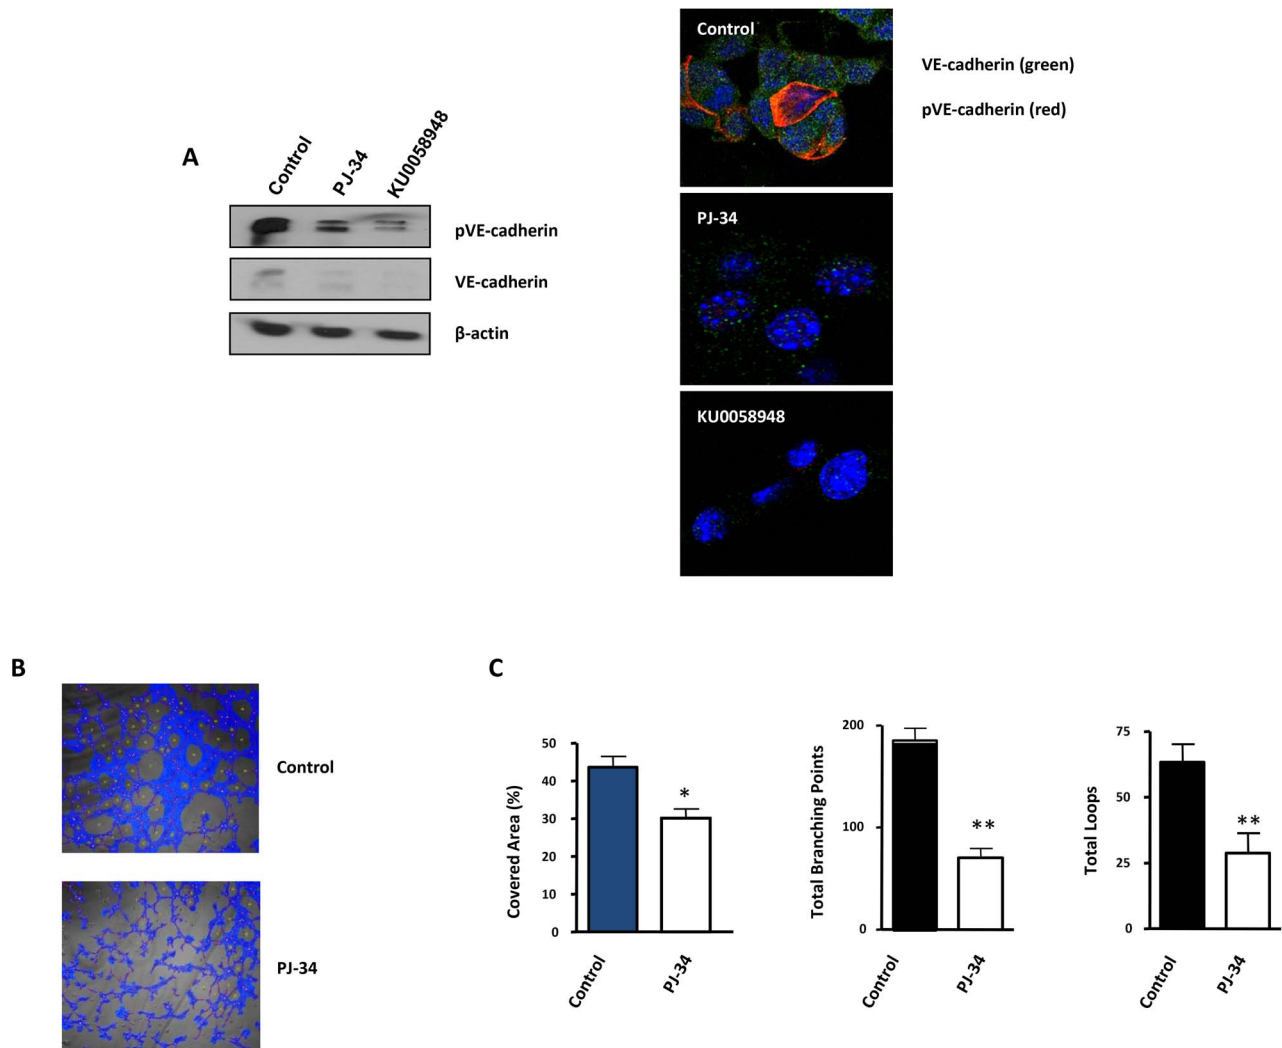 A
Control
PJ-34
KU0058948
pVE-cadherin
VE-cadherin
β-actin
Control
VE-cadherin (green)
pVE-cadherin (red)
PJ-34
KU0058948
B
Control
PJ-34
C
Covered Area (%)
50
40
30
20
10
0
*
Control
PJ-34
Total Branching Points
200
100
0
**
Control
PJ-34
Total Loops
75
50
25
0
**
Control
PJ-34